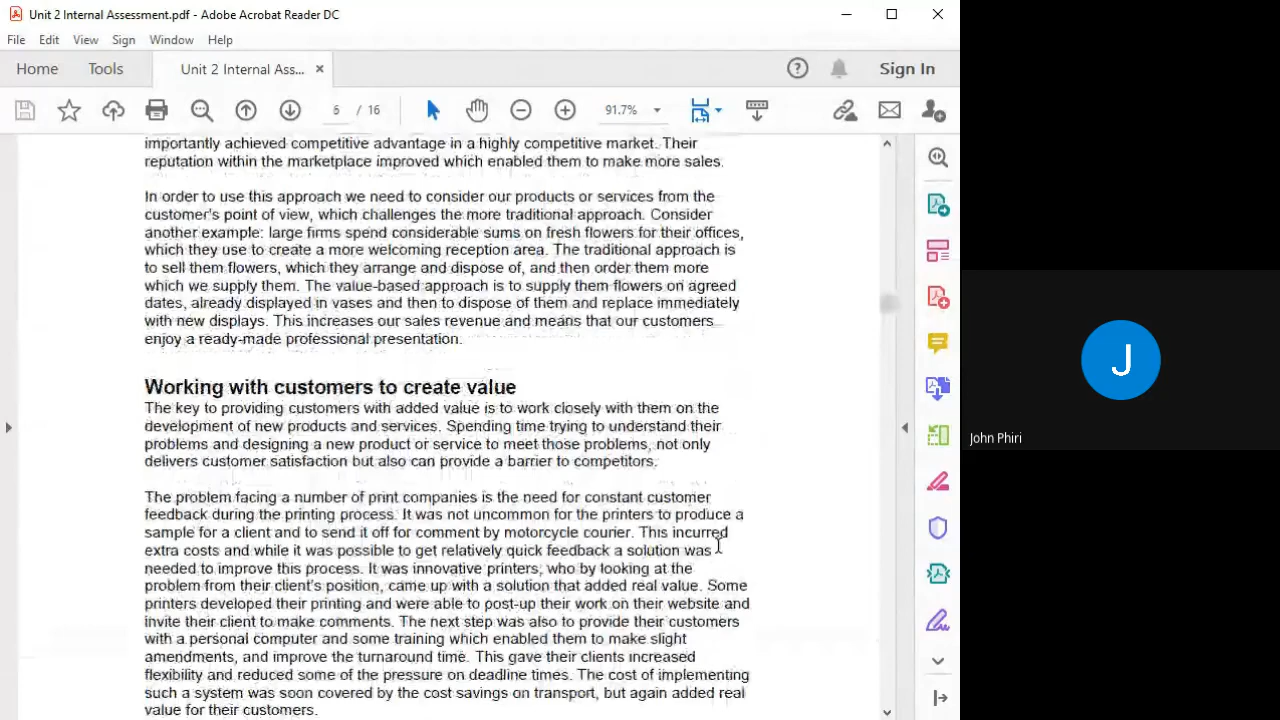 Unit 2 Internal Assessment.pdf - Adobe Acrobat Reader DC
File Edit View Sign Window Help
Home Tools Unit 2 Internal Ass... × Sign In
6 / 16 91.7%
importantly achieved competitive advantage in a highly competitive market. Their
reputation within the marketplace improved which enabled them to make more sales.
In order to use this approach we need to consider our products or services from the
customer's point of view, which challenges the more traditional approach. Consider
another example: large firms spend considerable sums on fresh flowers for their offices,
which they use to create a more welcoming reception area. The traditional approach is
to sell them flowers, which they arrange and dispose of, and then order them more
which we supply them. The value-based approach is to supply them flowers on agreed
dates, already displayed in vases and then to dispose of them and replace immediately
with new displays. This increases our sales revenue and means that our customers
enjoy a ready-made professional presentation.
Working with customers to create value
The key to providing customers with added value is to work closely with them on the
development of new products and services. Spending time trying to understand their
problems and designing a new product or service to meet those problems, not only
delivers customer satisfaction but also can provide a barrier to competitors.
The problem facing a number of print companies is the need for constant customer
feedback during the printing process. It was not uncommon for the printers to produce a
sample for a client and to send it off for comment by motorcycle courier. This incurred
extra costs and while it was possible to get relatively quick feedback a solution was
needed to improve this process. It was innovative printers, who by looking at the
problem from their client's position, came up with a solution that added real value. Some
printers developed their printing and were able to post-up their work on their website and
invite their client to make comments. The next step was also to provide their customers
with a personal computer and some training which enabled them to make slight
amendments, and improve the turnaround time. This gave their clients increased
flexibility and reduced some of the pressure on deadline times. The cost of implementing
such a system was soon covered by the cost savings on transport, but again added real
value for their customers.
J
John Phiri